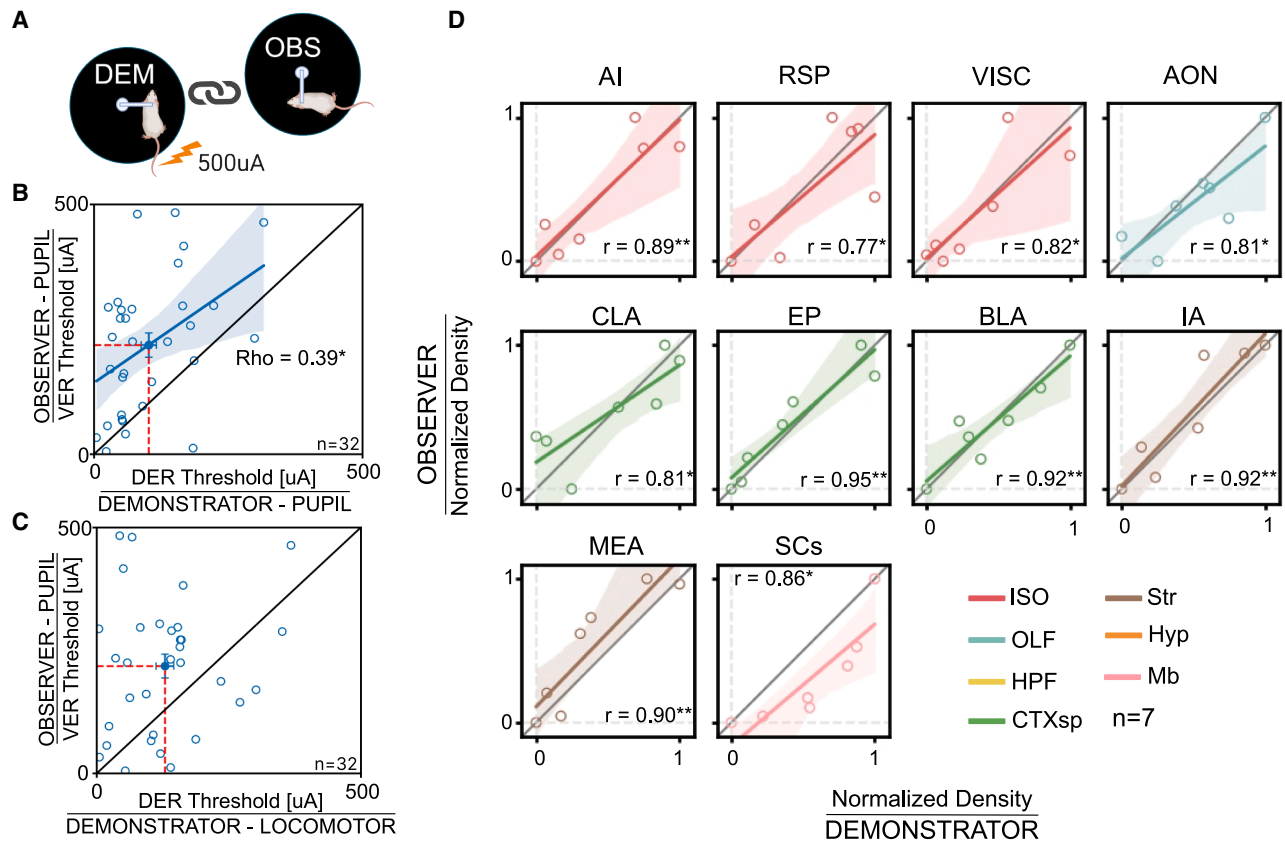 A
DEM
OBS
500uA
B
OBSERVER - PUPIL
VER Threshold [uA]
500
0
Rho = 0.39*
n=32
0
500
DER Threshold [uA]
DEMONSTRATOR - PUPIL
C
OBSERVER - PUPIL
VER Threshold [uA]
500
0
n=32
0
500
DER Threshold [uA]
DEMONSTRATOR - LOCOMOTOR
D
AI
RSP
VISC
AON
1
0
r = 0.89**
r = 0.77*
r = 0.82*
r = 0.81*
OBSERVER
Normalized Density
CLA
EP
BLA
IA
1
0
r = 0.81*
r = 0.95**
r = 0.92**
r = 0.92**
0
1
0
1
MEA
SCs
1
0
r = 0.90**
r = 0.86*
0
1
0
1
ISO
OLF
HPF
CTXsp
Str
Hyp
Mb
n=7
Normalized Density
DEMONSTRATOR